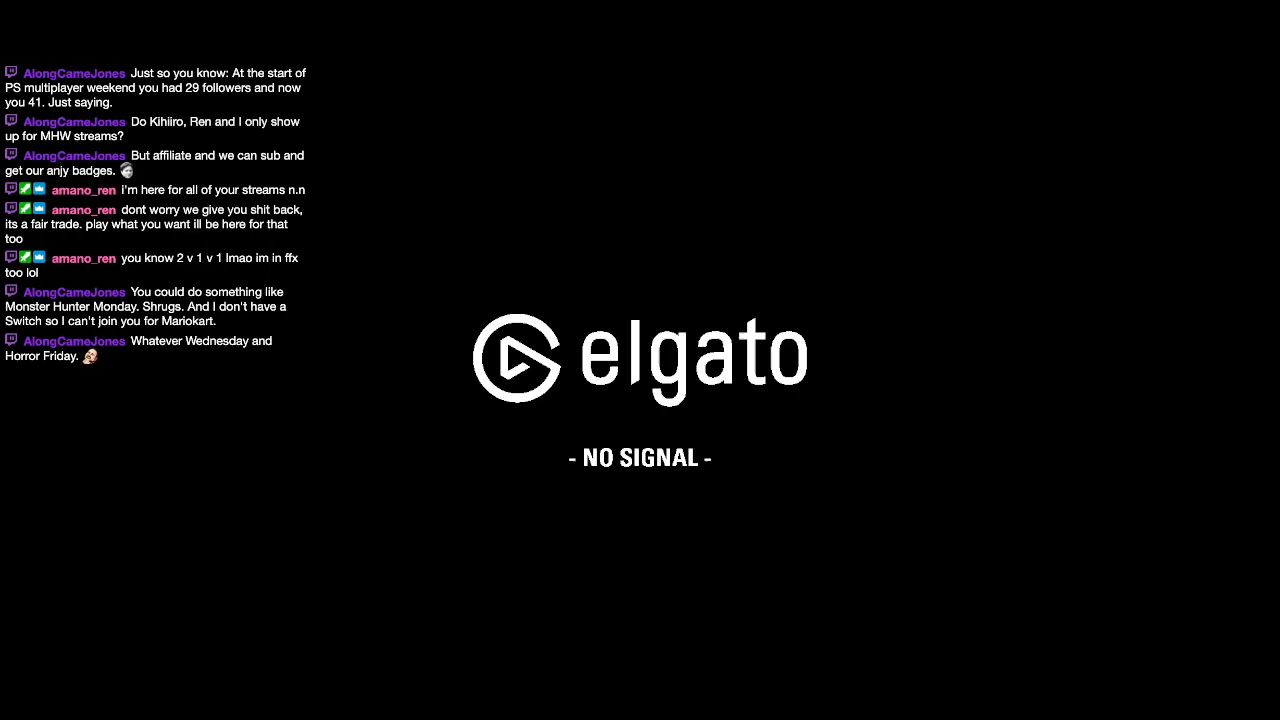 AlongCameJones Just so you know: At the start of
PS multiplayer weekend you had 29 followers and now
you 41. Just saying.
AlongCameJones Do Kihiiro, Ren and I only show
up for MHW streams?
AlongCameJones But affiliate and we can sub and
get our anjy badges.
amano_ren i'm here for all of your streams n.n
amano_ren dont worry we give you shit back,
its a fair trade. play what you want ill be here for that
too
amano_ren you know 2 v 1 v 1 lmao im in ffx
too lol
AlongCameJones You could do something like
Monster Hunter Monday. Shrugs. And I don't have a
Switch so I can't join you for Mariokart.
AlongCameJones Whatever Wednesday and
Horror Friday.
elgato
- NO SIGNAL -